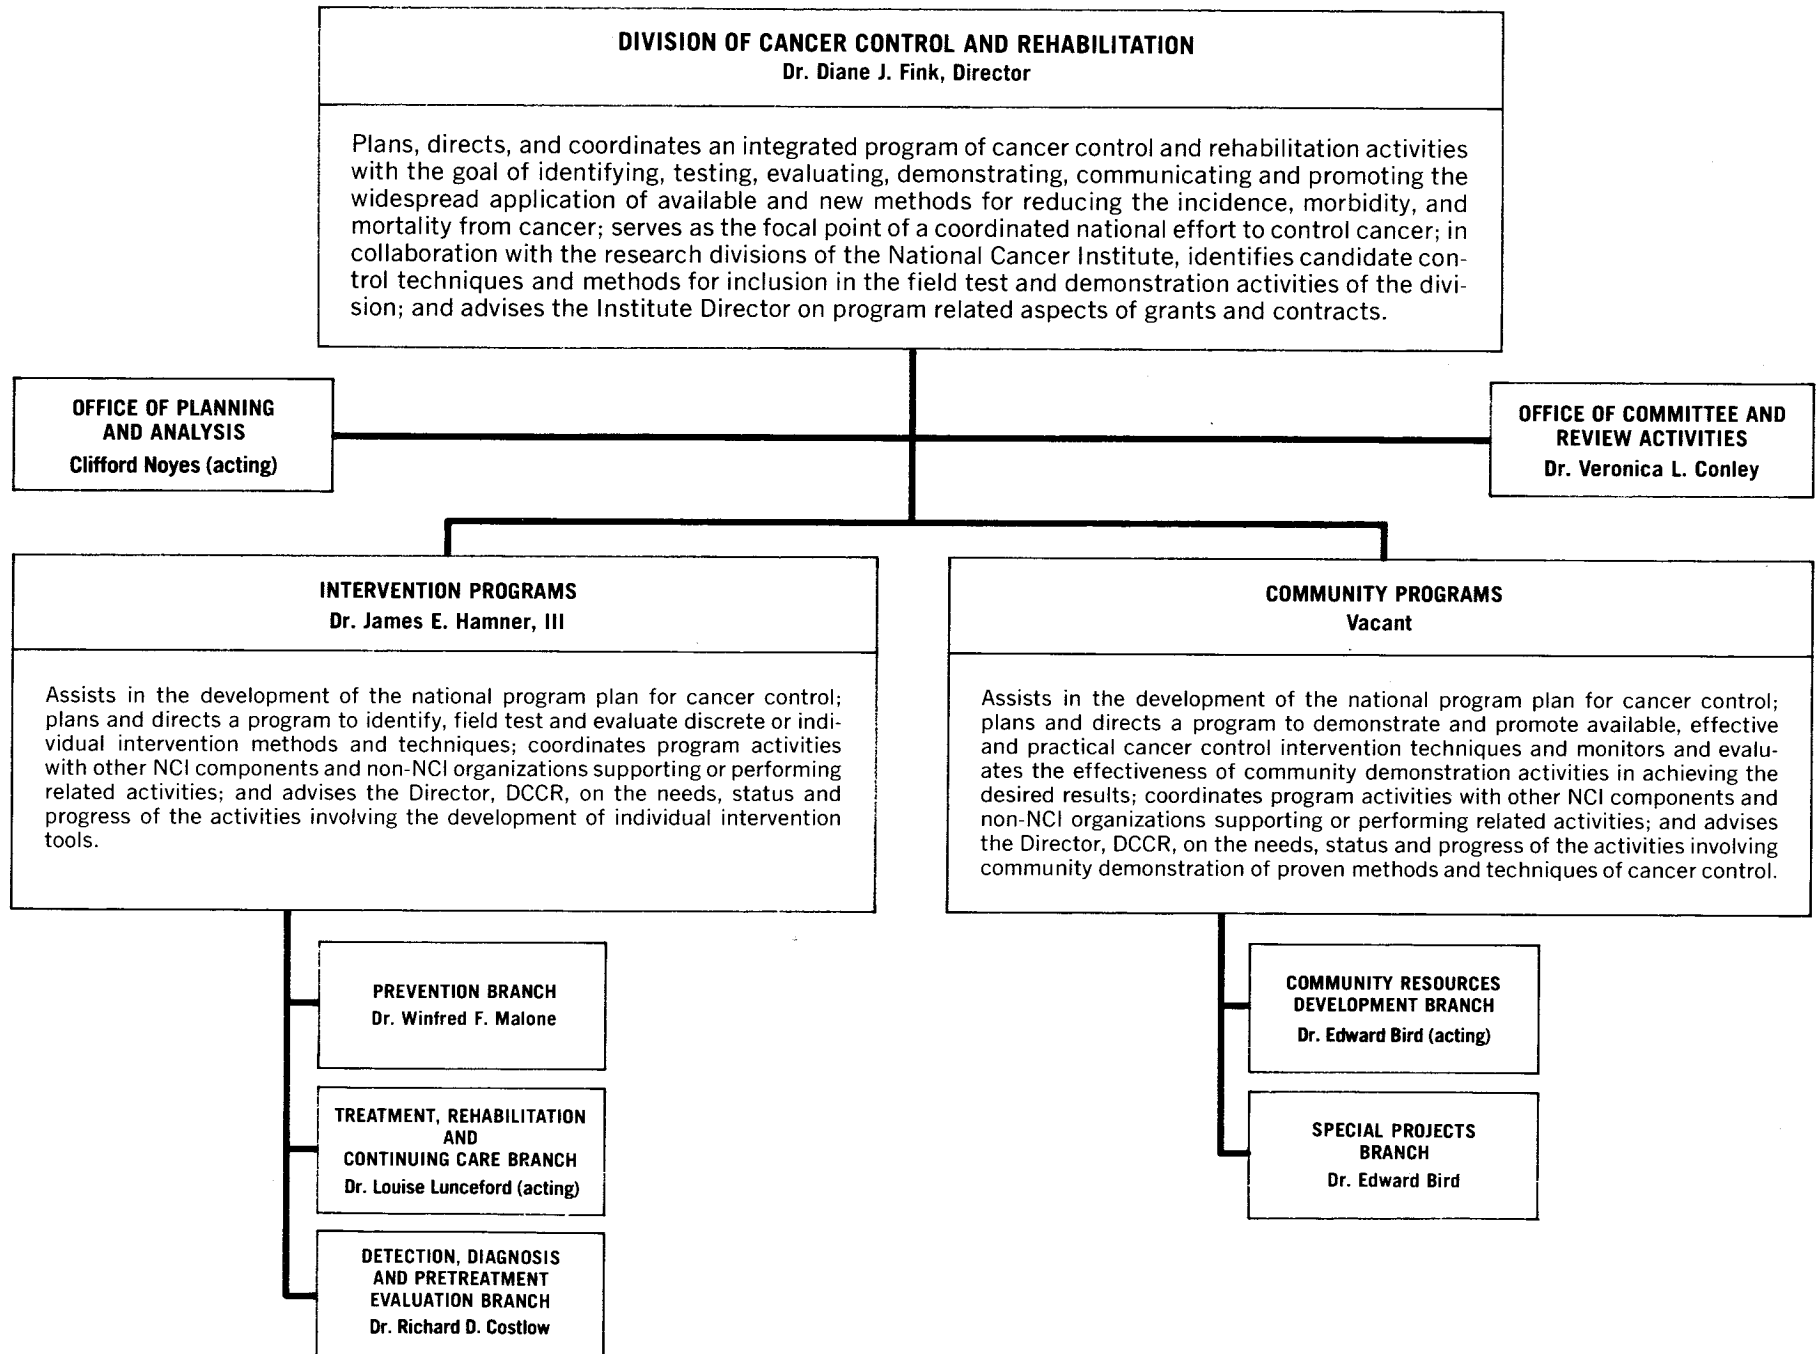 DIVISION OF CANCER CONTROL AND REHABILITATION
Dr. Diane J. Fink, Director
Plans, directs, and coordinates an integrated program of cancer control and rehabilitation activities
with the goal of identifying, testing, evaluating, demonstrating, communicating and promoting the
widespread application of available and new methods for reducing the incidence, morbidity, and
mortality from cancer; serves as the focal point of a coordinated national effort to control cancer; in
collaboration with the research divisions of the National Cancer Institute, identifies candidate con-
trol techniques and methods for inclusion in the field test and demonstration activities of the divi-
sion; and advises the Institute Director on program related aspects of grants and contracts.
OFFICE OF PLANNING
AND ANALYSIS
Clifford Noyes (acting)
OFFICE OF COMMITTEE AND
REVIEW ACTIVITIES
Dr. Veronica L. Conley
INTERVENTION PROGRAMS
Dr. James E. Hamner, III
Assists in the development of the national program plan for cancer control;
plans and directs a program to identify, field test and evaluate discrete or indi-
vidual intervention methods and techniques; coordinates program activities
with other NCI components and non-NCI organizations supporting or performing
related activities; and advises the Director, DCCR, on the needs, status and
progress of the activities involving the development of individual intervention
tools.
COMMUNITY PROGRAMS
Vacant
Assists in the development of the national program plan for cancer control;
plans and directs a program to demonstrate and promote available, effective
and practical cancer control intervention techniques and monitors and evalu-
ates the effectiveness of community demonstration activities in achieving the
desired results; coordinates program activities with other NCI components and
non-NCI organizations supporting or performing related activities; and advises
the Director, DCCR, on the needs, status and progress of the activities involving
community demonstration of proven methods and techniques of cancer control.
PREVENTION BRANCH
Dr. Winfred F. Malone
TREATMENT, REHABILITATION
AND
CONTINUING CARE BRANCH
Dr. Louise Lunceford (acting)
DETECTION, DIAGNOSIS
AND PRETREATMENT
EVALUATION BRANCH
Dr. Richard D. Costlow
COMMUNITY RESOURCES
DEVELOPMENT BRANCH
Dr. Edward Bird (acting)
SPECIAL PROJECTS
BRANCH
Dr. Edward Bird